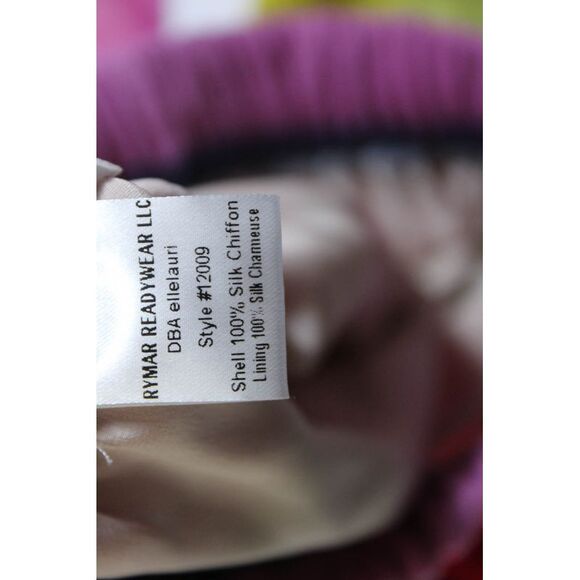 RYMAR READYWEAR LLC
DBA ellelauri
Style #12009
Shell 100% Silk Chiffon
Lining 100% Silk Charmeuse